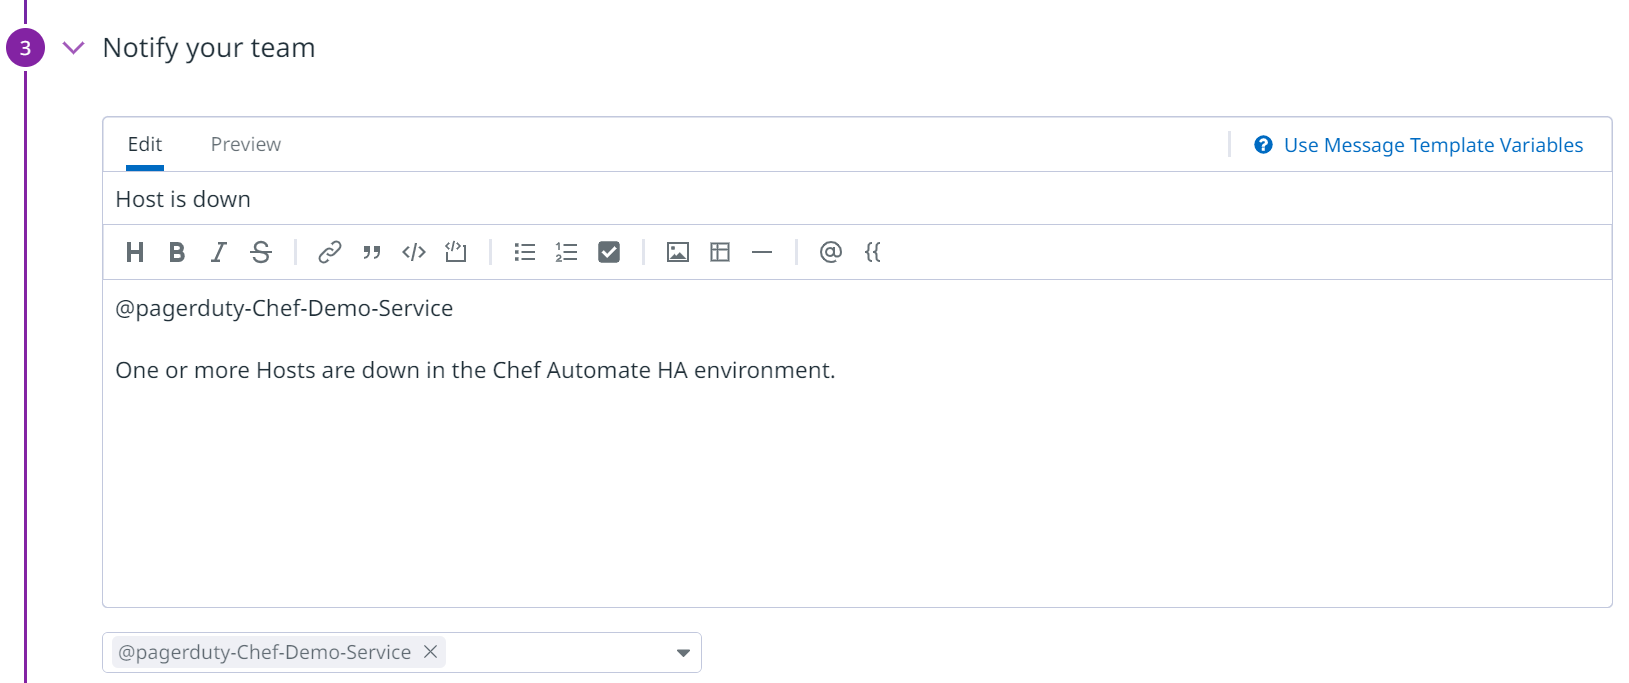 3 Notify your team
Edit Preview Use Message Template Variables
Host is down
@pagerduty-Chef-Demo-Service
One or more Hosts are down in the Chef Automate HA environment.
@pagerduty-Chef-Demo-Service